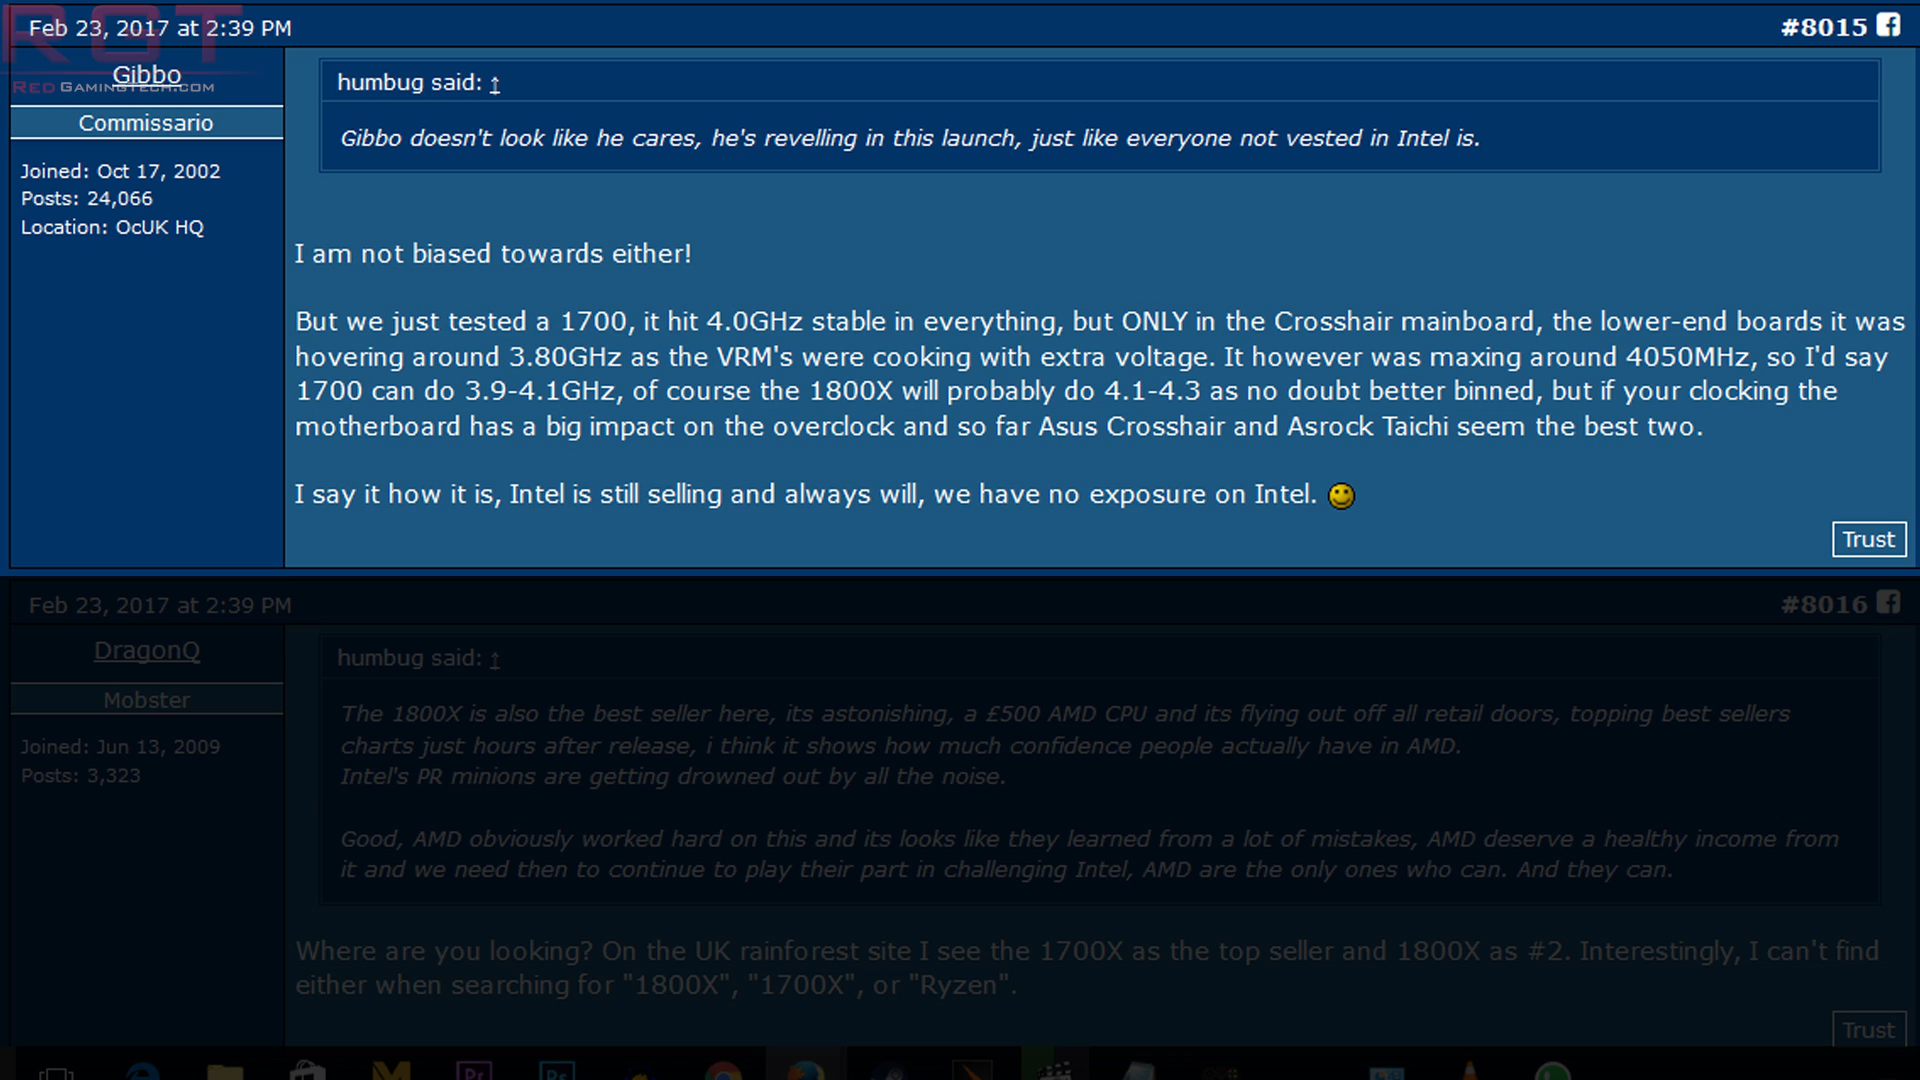 ROT
Feb 23, 2017 at 2:39 PM
#8015
Gibbo
RedGamingTech.com
Commissario
Joined: Oct 17, 2002
Posts: 24,066
Location: OcUK HQ
humbug said: ↑
Gibbo doesn't look like he cares, he's revelling in this launch, just like everyone not vested in Intel is.
I am not biased towards either!
But we just tested a 1700, it hit 4.0GHz stable in everything, but ONLY in the Crosshair mainboard, the lower-end boards it was
hovering around 3.80GHz as the VRM's were cooking with extra voltage. It however was maxing around 4050MHz, so I'd say
1700 can do 3.9-4.1GHz, of course the 1800X will probably do 4.1-4.3 as no doubt better binned, but if your clocking the
motherboard has a big impact on the overclock and so far Asus Crosshair and Asrock Taichi seem the best two.
I say it how it is, Intel is still selling and always will, we have no exposure on Intel.
Trust
Feb 23, 2017 at 2:39 PM
#8016
DragonQ
Mobster
Joined: Jun 13, 2009
Posts: 3,323
humbug said: ↑
The 1800X is also the best seller here, its astonishing, a £500 AMD CPU and its flying out off all retail doors, topping best sellers
charts just hours after release, i think it shows how much confidence people actually have in AMD.
Intel's PR minions are getting drowned out by all the noise.
Good, AMD obviously worked hard on this and its looks like they learned from a lot of mistakes, AMD deserve a healthy income from
it and we need then to continue to play their part in challenging Intel, AMD are the only ones who can. And they can.
Where are you looking? On the UK rainforest site I see the 1700X as the top seller and 1800X as #2. Interestingly, I can't find
either when searching for "1800X", "1700X", or "Ryzen".
Trust
Pr
Ps